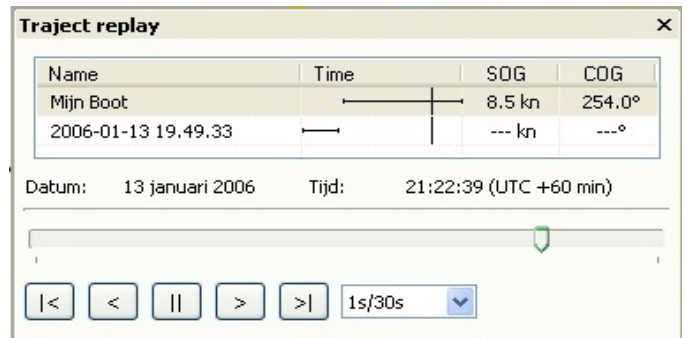 Traject replay
Name Time SOG COG
Mijn Boot 8.5 kn 254.0°
2006-01-13 19.49.33 --- kn ---°
Datum: 13 januari 2006 Tijd: 21:22:39 (UTC +60 min)
|< < || > >| 1s/30s